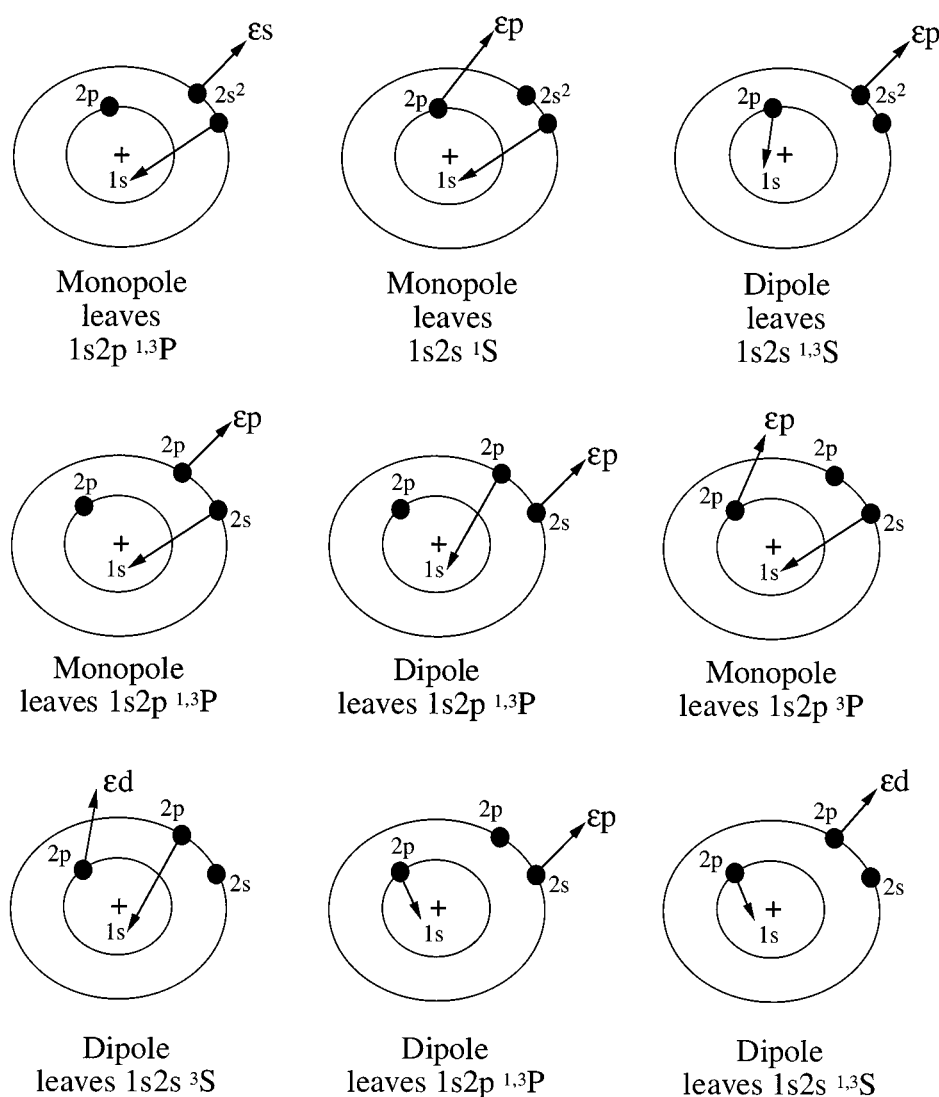 εs
2p
2s²
+
1s
Monopole
leaves
1s2p ¹,³P
εp
2p
2s²
+
1s
Monopole
leaves
1s2s ¹S
εp
2p
2s²
+
1s
Dipole
leaves
1s2s ¹,³S
εp
2p
2p
2s
+
1s
Monopole
leaves 1s2p ¹,³P
2p
εp
2p
2s
+
1s
Dipole
leaves 1s2p ¹,³P
εp
2p
2p
2s
+
1s
Monopole
leaves 1s2p ³P
εd
2p
2p
2s
+
1s
Dipole
leaves 1s2s ³S
2p
εp
2p
2s
+
1s
Dipole
leaves 1s2p ¹,³P
εd
2p
2p
2s
+
1s
Dipole
leaves 1s2s ¹,³S